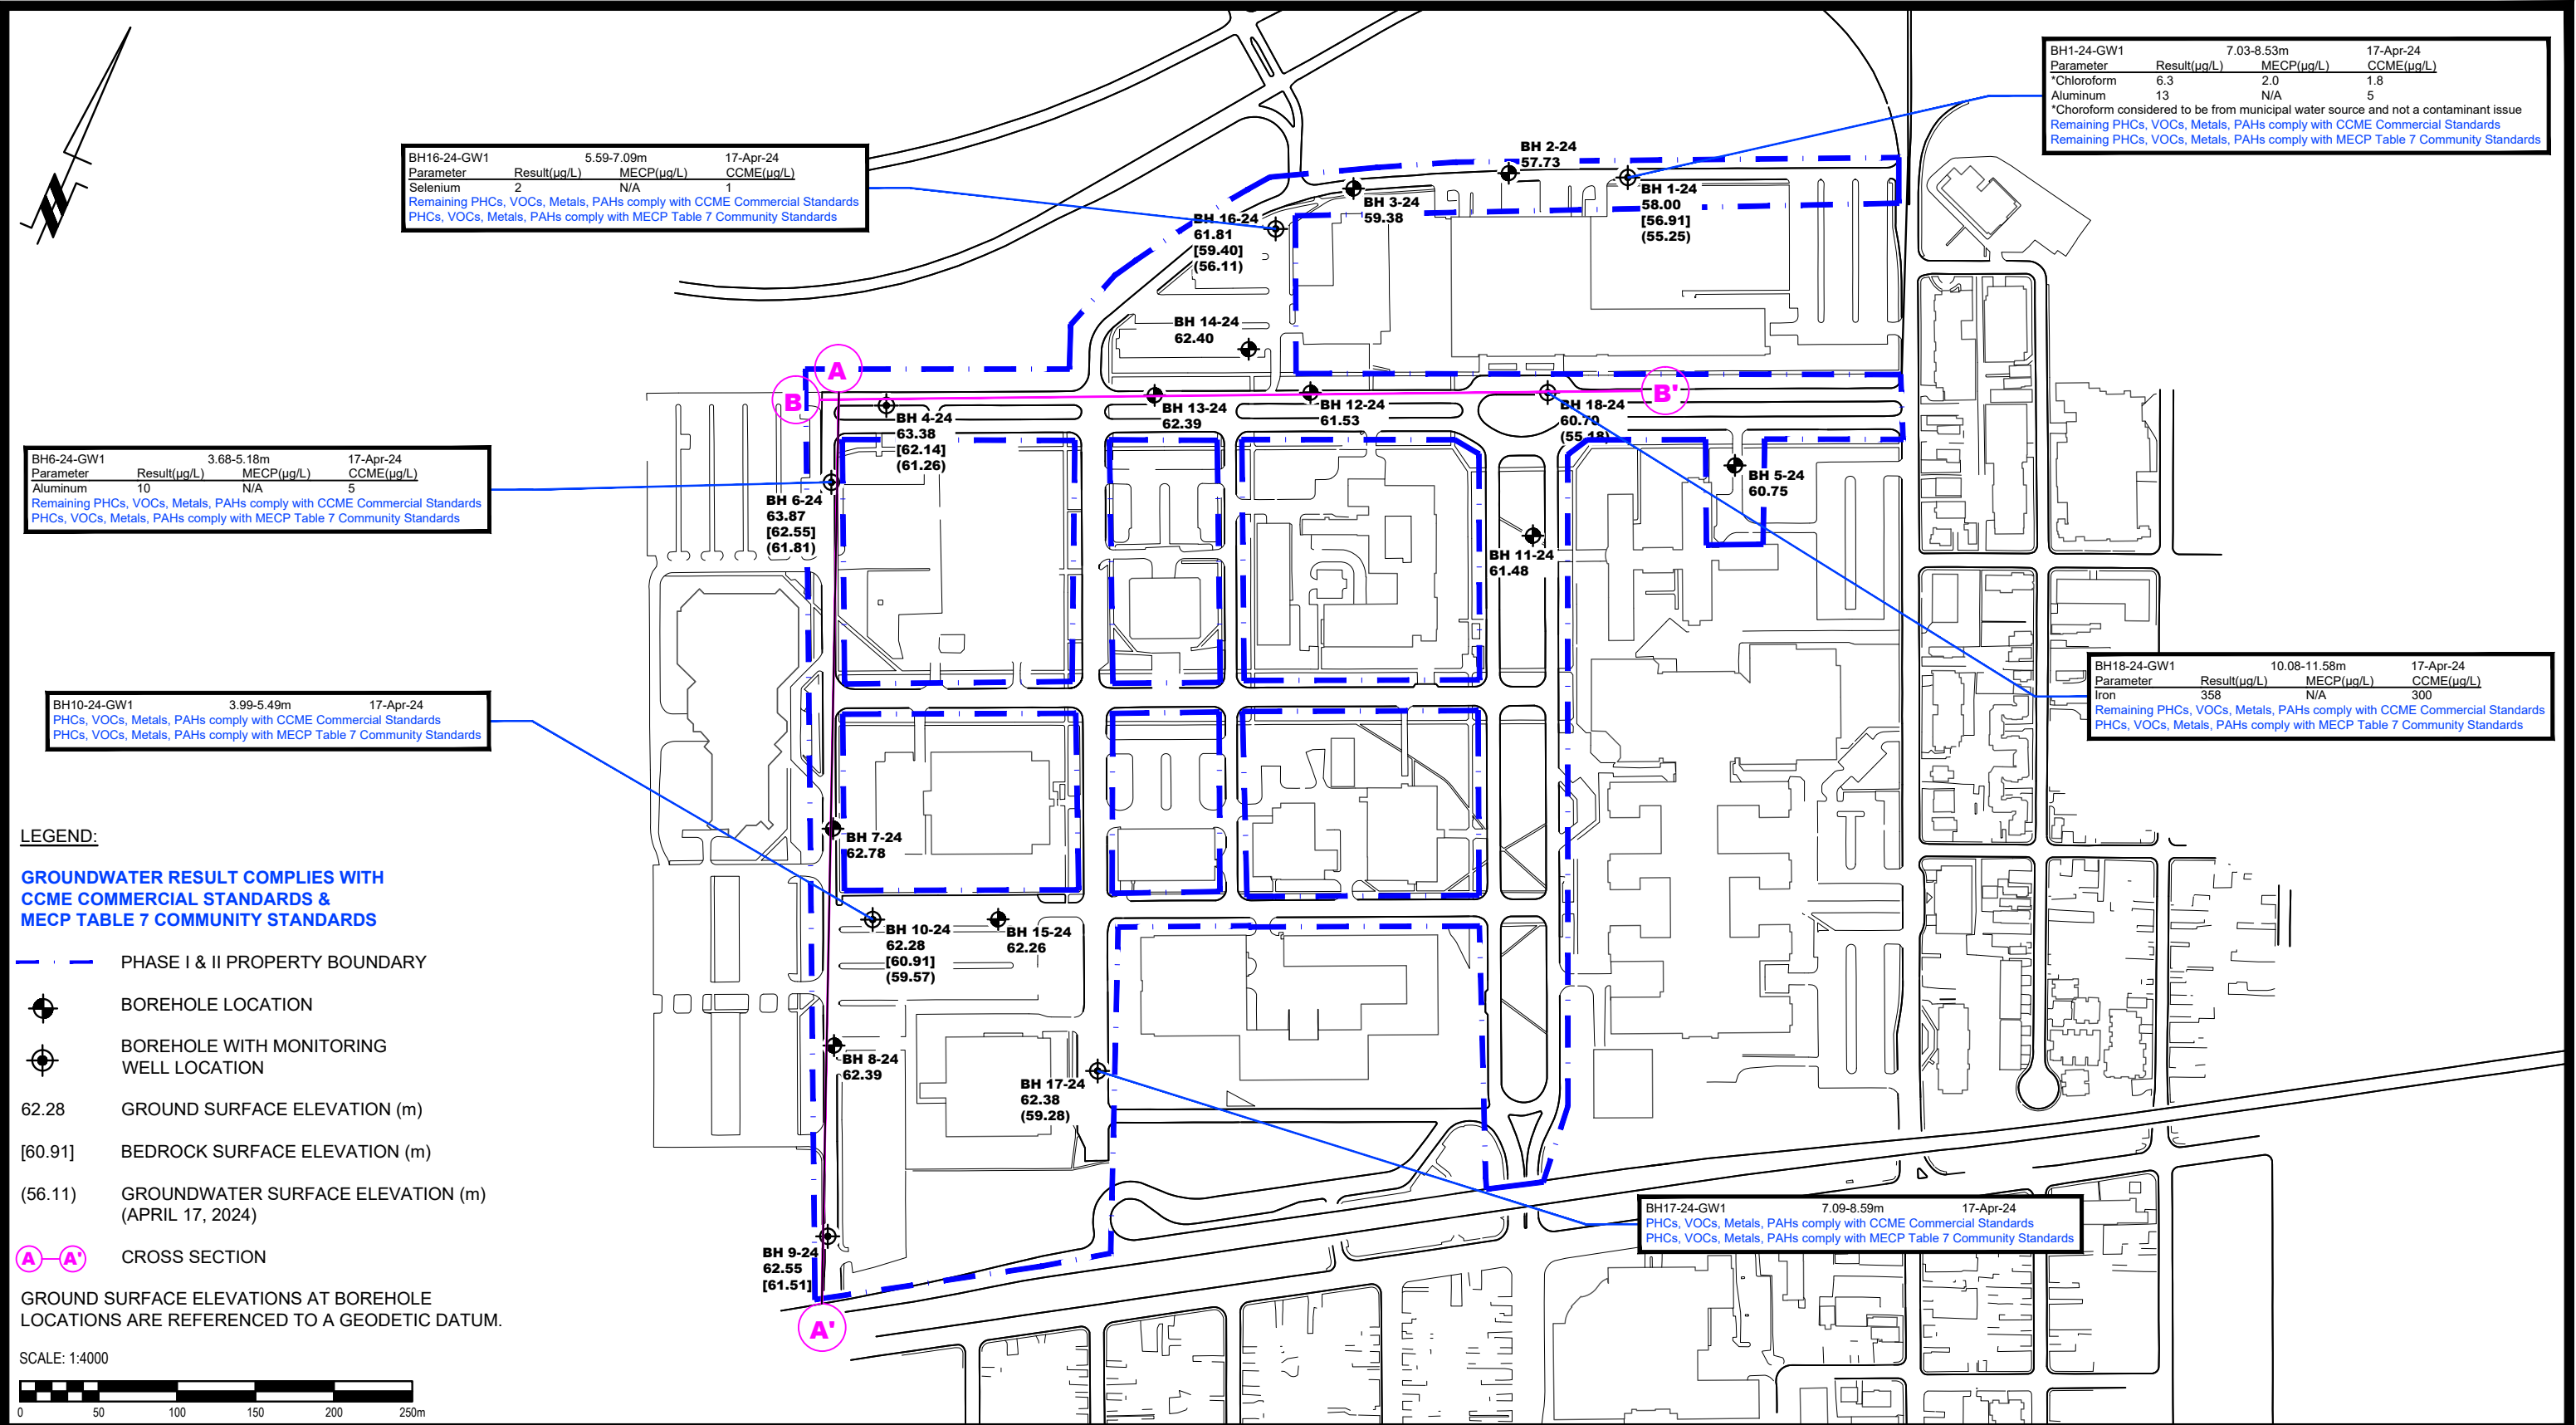 BH1-24-GW1 7.03-8.53m 17-Apr-24
Parameter Result(µg/L) MECP(µg/L) CCME(µg/L)
*Chloroform 6.3 2.0 1.8
Aluminum 13 N/A 5
*Choroform considered to be from municipal water source and not a contaminant issue
Remaining PHCs, VOCs, Metals, PAHs comply with CCME Commercial Standards
Remaining PHCs, VOCs, Metals, PAHs comply with MECP Table 7 Community Standards
BH16-24-GW1 5.59-7.09m 17-Apr-24
Parameter Result(µg/L) MECP(µg/L) CCME(µg/L)
Selenium 2 N/A 1
Remaining PHCs, VOCs, Metals, PAHs comply with CCME Commercial Standards
PHCs, VOCs, Metals, PAHs comply with MECP Table 7 Community Standards
BH 2-24
57.73
BH 1-24
58.00
[56.91]
(55.25)
BH 3-24
59.38
BH 16-24
61.81
[59.40]
(56.11)
BH 14-24
62.40
A
B
B'
BH 4-24
63.38
[62.14]
(61.26)
BH 13-24
62.39
BH 12-24
61.53
BH 18-24
60.70
(55.18)
BH 5-24
60.75
BH6-24-GW1 3.68-5.18m 17-Apr-24
Parameter Result(µg/L) MECP(µg/L) CCME(µg/L)
Aluminum 10 N/A 5
Remaining PHCs, VOCs, Metals, PAHs comply with CCME Commercial Standards
PHCs, VOCs, Metals, PAHs comply with MECP Table 7 Community Standards
BH 6-24
63.87
[62.55]
(61.81)
BH 11-24
61.48
BH18-24-GW1 10.08-11.58m 17-Apr-24
Parameter Result(µg/L) MECP(µg/L) CCME(µg/L)
Iron 358 N/A 300
Remaining PHCs, VOCs, Metals, PAHs comply with CCME Commercial Standards
PHCs, VOCs, Metals, PAHs comply with MECP Table 7 Community Standards
BH10-24-GW1 3.99-5.49m 17-Apr-24
PHCs, VOCs, Metals, PAHs comply with CCME Commercial Standards
PHCs, VOCs, Metals, PAHs comply with MECP Table 7 Community Standards
BH 7-24
62.78
BH 10-24
62.28
[60.91]
(59.57)
BH 15-24
62.26
BH 8-24
62.39
BH 17-24
62.38
(59.28)
BH17-24-GW1 7.09-8.59m 17-Apr-24
PHCs, VOCs, Metals, PAHs comply with CCME Commercial Standards
PHCs, VOCs, Metals, PAHs comply with MECP Table 7 Community Standards
BH 9-24
62.55
[61.51]
A'
LEGEND:
GROUNDWATER RESULT COMPLIES WITH
CCME COMMERCIAL STANDARDS &
MECP TABLE 7 COMMUNITY STANDARDS
PHASE I & II PROPERTY BOUNDARY
BOREHOLE LOCATION
BOREHOLE WITH MONITORING
WELL LOCATION
62.28 GROUND SURFACE ELEVATION (m)
[60.91] BEDROCK SURFACE ELEVATION (m)
(56.11) GROUNDWATER SURFACE ELEVATION (m)
(APRIL 17, 2024)
A A' CROSS SECTION
GROUND SURFACE ELEVATIONS AT BOREHOLE
LOCATIONS ARE REFERENCED TO A GEODETIC DATUM.
SCALE: 1:4000
0 50 100 150 200 250m